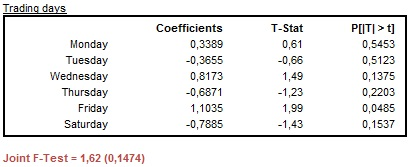 Trading days
Coefficients T-Stat P[|T| > t]
Monday 0,3389 0,61 0,5453
Tuesday -0,3655 -0,66 0,5123
Wednesday 0,8173 1,49 0,1375
Thursday -0,6871 -1,23 0,2203
Friday 1,1035 1,99 0,0485
Saturday -0,7885 -1,43 0,1537
Joint F-Test = 1,62 (0,1474)